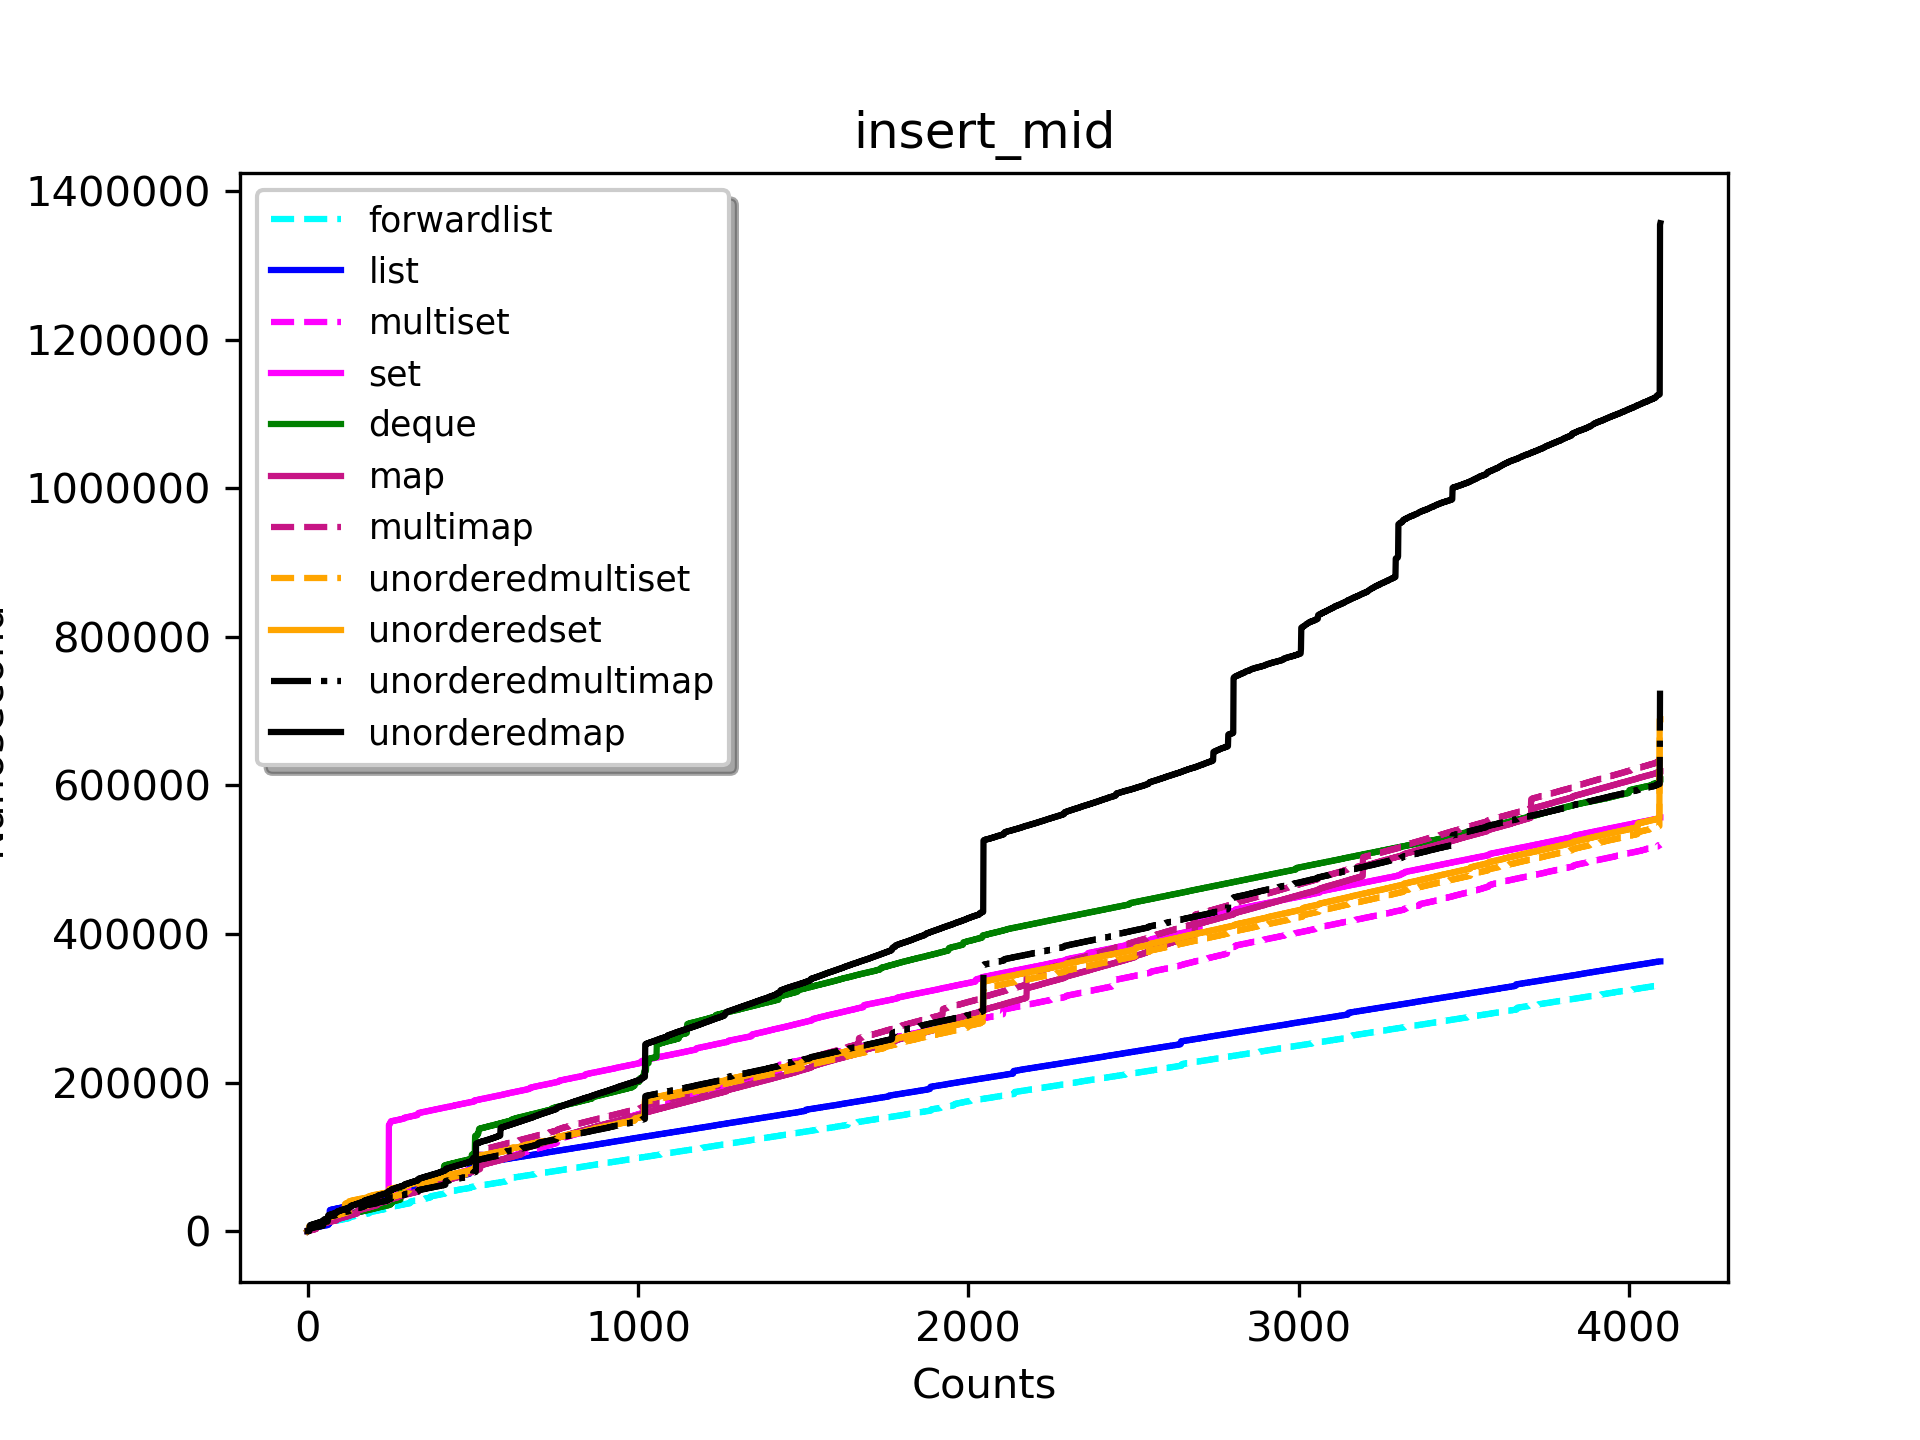 insert_mid
1400000
1200000
1000000
800000
600000
400000
200000
0
forwardlist
list
multiset
set
deque
map
multimap
unorderedmultiset
unorderedset
unorderedmultimap
unorderedmap
0 1000 2000 3000 4000
Counts